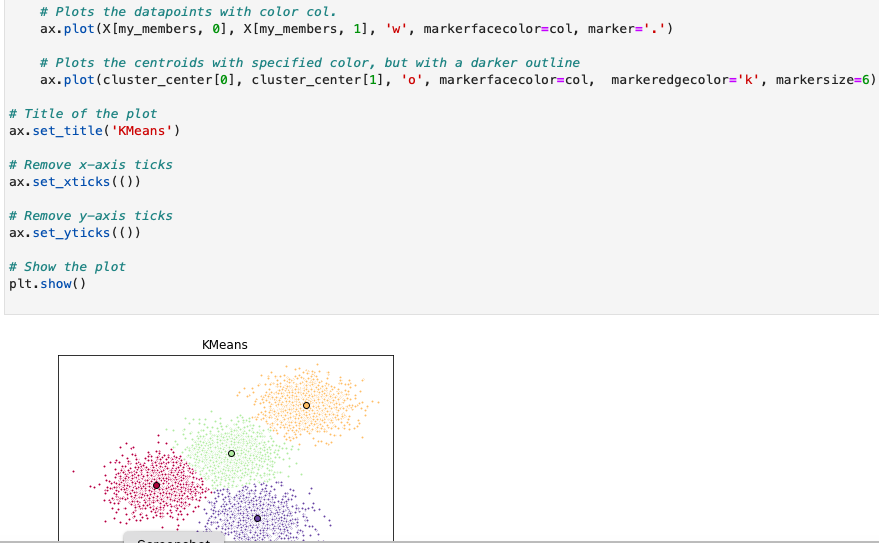 # Plots the datapoints with color col.
ax.plot(X[my_members, 0], X[my_members, 1], 'w', markerfacecolor=col, marker='.')
# Plots the centroids with specified color, but with a darker outline
ax.plot(cluster_center[0], cluster_center[1], 'o', markerfacecolor=col,  markeredgecolor='k', markersize=6)
# Title of the plot
ax.set_title('KMeans')
# Remove x-axis ticks
ax.set_xticks(())
# Remove y-axis ticks
ax.set_yticks(())
# Show the plot
plt.show()
KMeans
Screenshot